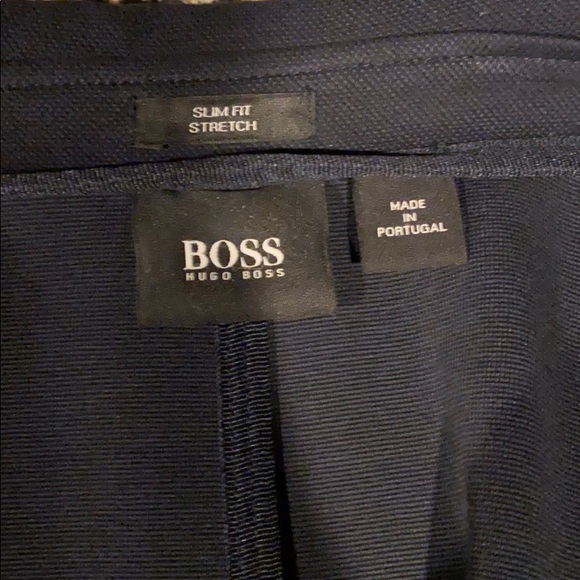 SLIM FIT
STRETCH
BOSS
HUGO BOSS
MADE
IN
PORTUGAL